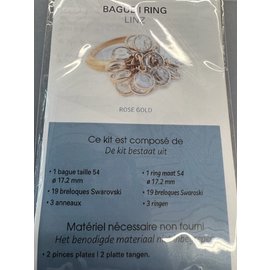 BAGUE I RING
LINZ
ROSE GOLD
Ce kit est composé de
De kit bestaat uit
• 1 bague taille 54
ø 17.2 mm
• 19 breloques Swarovski
• 3 anneaux
• 1 ring maat 54
ø 17.2 mm
• 19 breloques Swarovski
• 3 ringen
Matériel nécessaire non fourni
Het benodigde materiaal
• 2 pinces plates I 2 platte tangen.